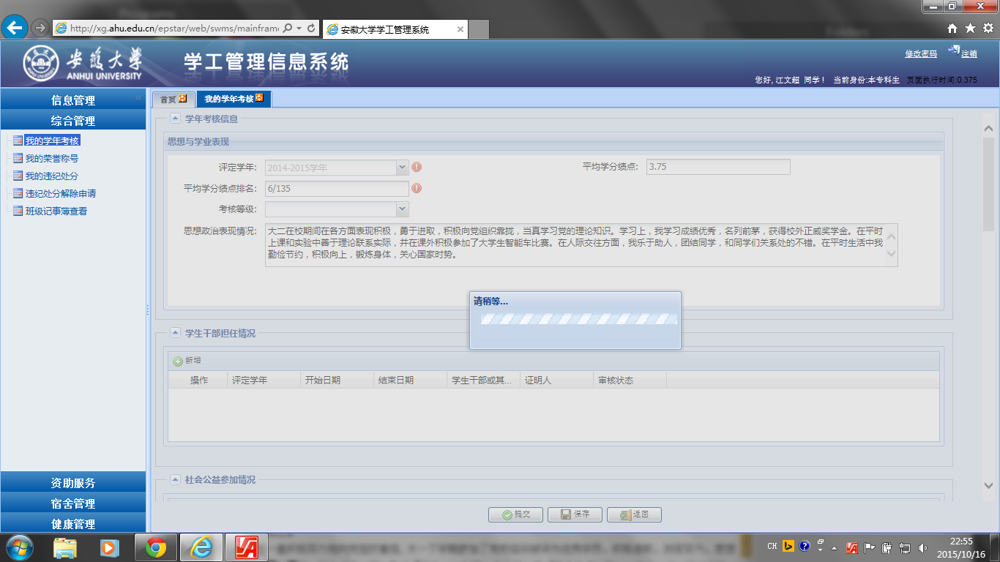 http://xg.ahu.edu.cn/epstar/web/swms/mainframe
安徽大学学工管理系统
安徽大学
ANHUI UNIVERSITY
学工管理信息系统
修改密码
注销
您好, 江文超 同学！ 当前身份:本专科生 页面执行时间:0.375
信息管理
综合管理
我的学年考核
我的荣誉称号
我的违纪处分
违纪处分解除申请
班级记事薄查看
资助服务
宿舍管理
健康管理
首页
我的学年考核
学年考核信息
思想与学业表现
评定学年: 2014-2015学年
平均学分绩点: 3.75
平均学分绩点排名: 6/135
考核等级:
思想政治表现情况:
大二在校期间在各方面表现积极，勇于进取，积极向党组织靠拢，当真学习党的理论知识。学习上，我学习成绩优秀，名列前茅，获得校外正威奖学金。在平时
上课和实验中善于理论联系实际，并在课外积极参加了大学生智能车比赛。在人际交往方面，我乐于助人，团结同学，和同学们关系处的不错。在平时生活中我
勤俭节约，积极向上，锻炼身体，关心国家时势。
请稍等...
学生干部担任情况
新增
操作 评定学年 开始日期 结束日期 学生干部或其... 证明人 审核状态
社会公益参加情况
提交 保存 返回
CH
22:55
2015/10/16